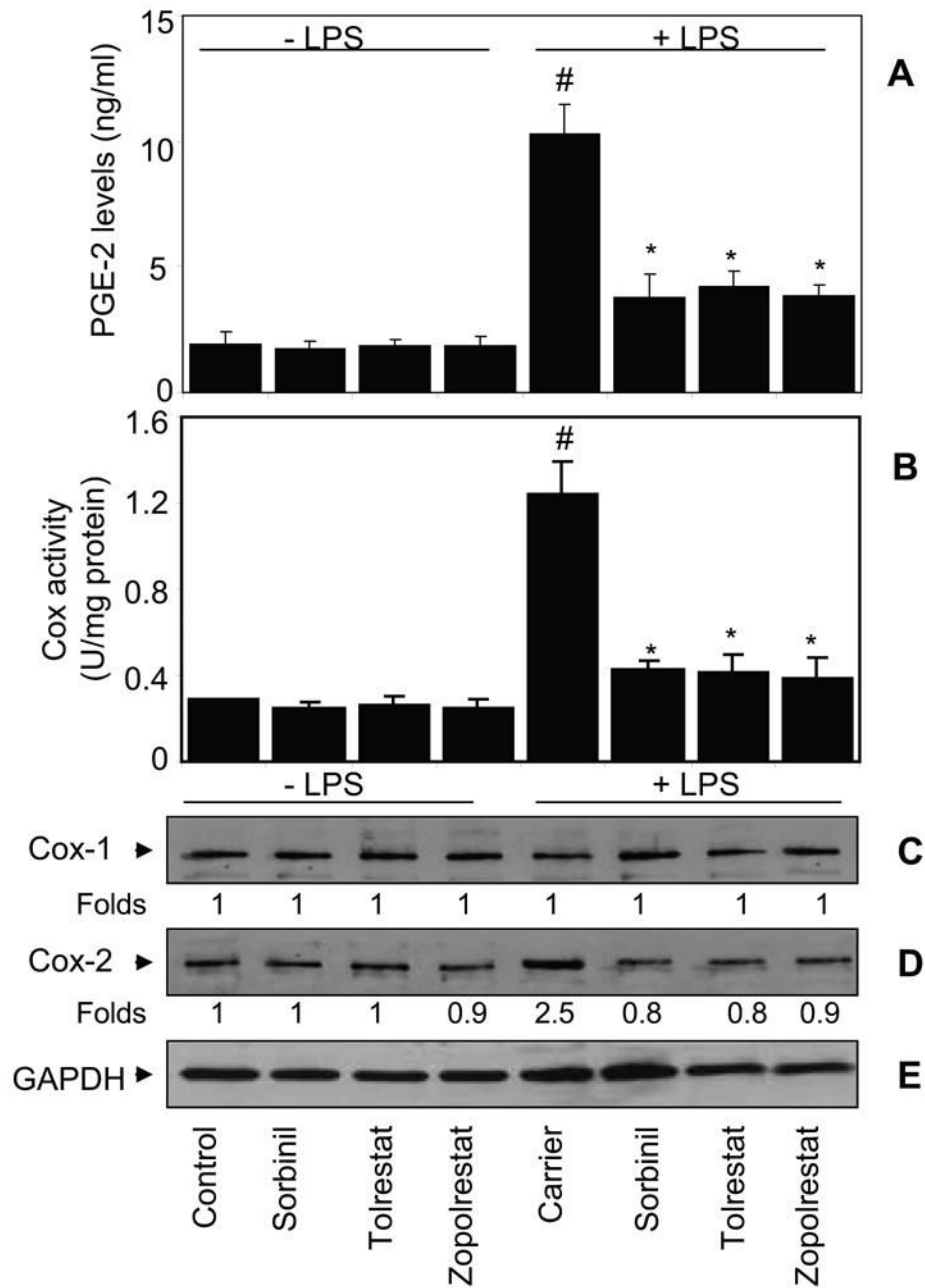 15
- LPS + LPS
A
#
PGE-2 levels (ng/ml)
10
* * *
5
0
1.6
#
B
Cox activity
(U/mg protein)
1.2
0.8
* * *
0.4
0
- LPS + LPS
Cox-1 C
Folds 1 1 1 1 1 1 1 1
Cox-2 D
Folds 1 1 1 0.9 2.5 0.8 0.8 0.9
GAPDH E
Control
Sorbinil
Tolrestat
Zopolrestat
Carrier
Sorbinil
Tolrestat
Zopolrestat